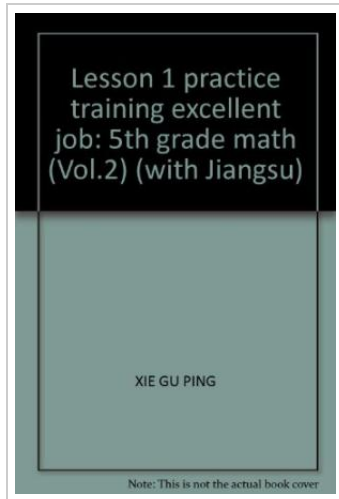 Lesson 1 practice
training excellent
job: 5th grade math
(Vol.2) (with Jiangsu)
XIE GU PING
Note: This is not the actual book cover